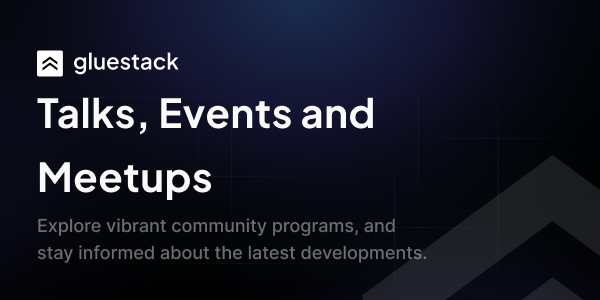 gluestack
Talks, Events and
Meetups
Explore vibrant community programs, and
stay informed about the latest developments.